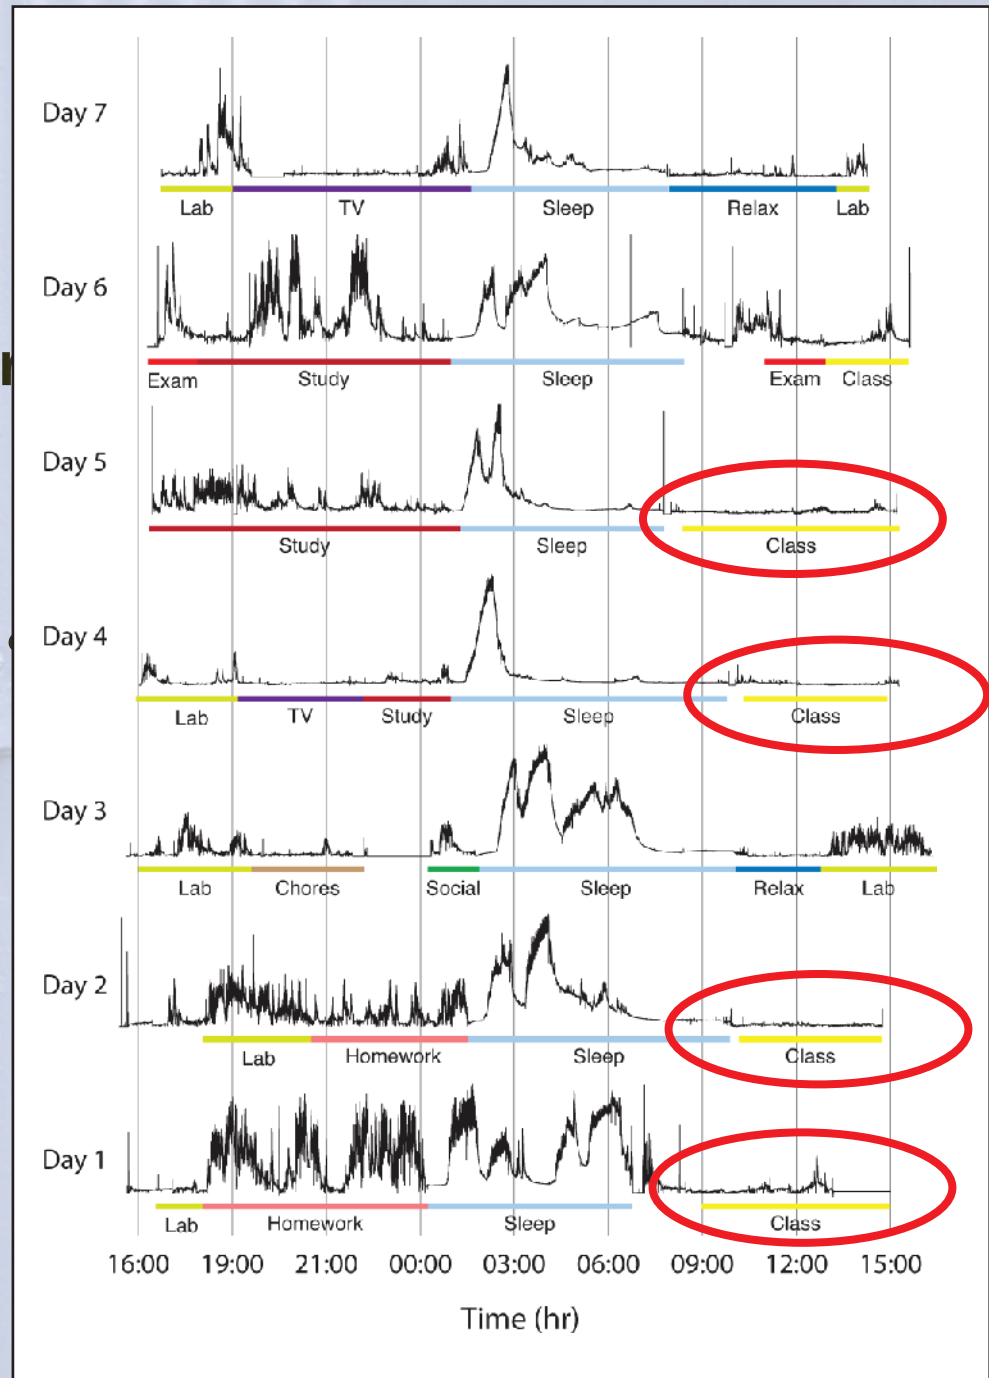 Day 7
Lab TV Sleep Relax Lab
Day 6
Exam Study Sleep Exam Class
Day 5
Study Sleep Class
Day 4
Lab TV Study Sleep Class
Day 3
Lab Chores Social Sleep Relax Lab
Day 2
Lab Homework Sleep Class
Day 1
Lab Homework Sleep Class
16:00 19:00 21:00 00:00 03:00 06:00 09:00 12:00 15:00
Time (hr)